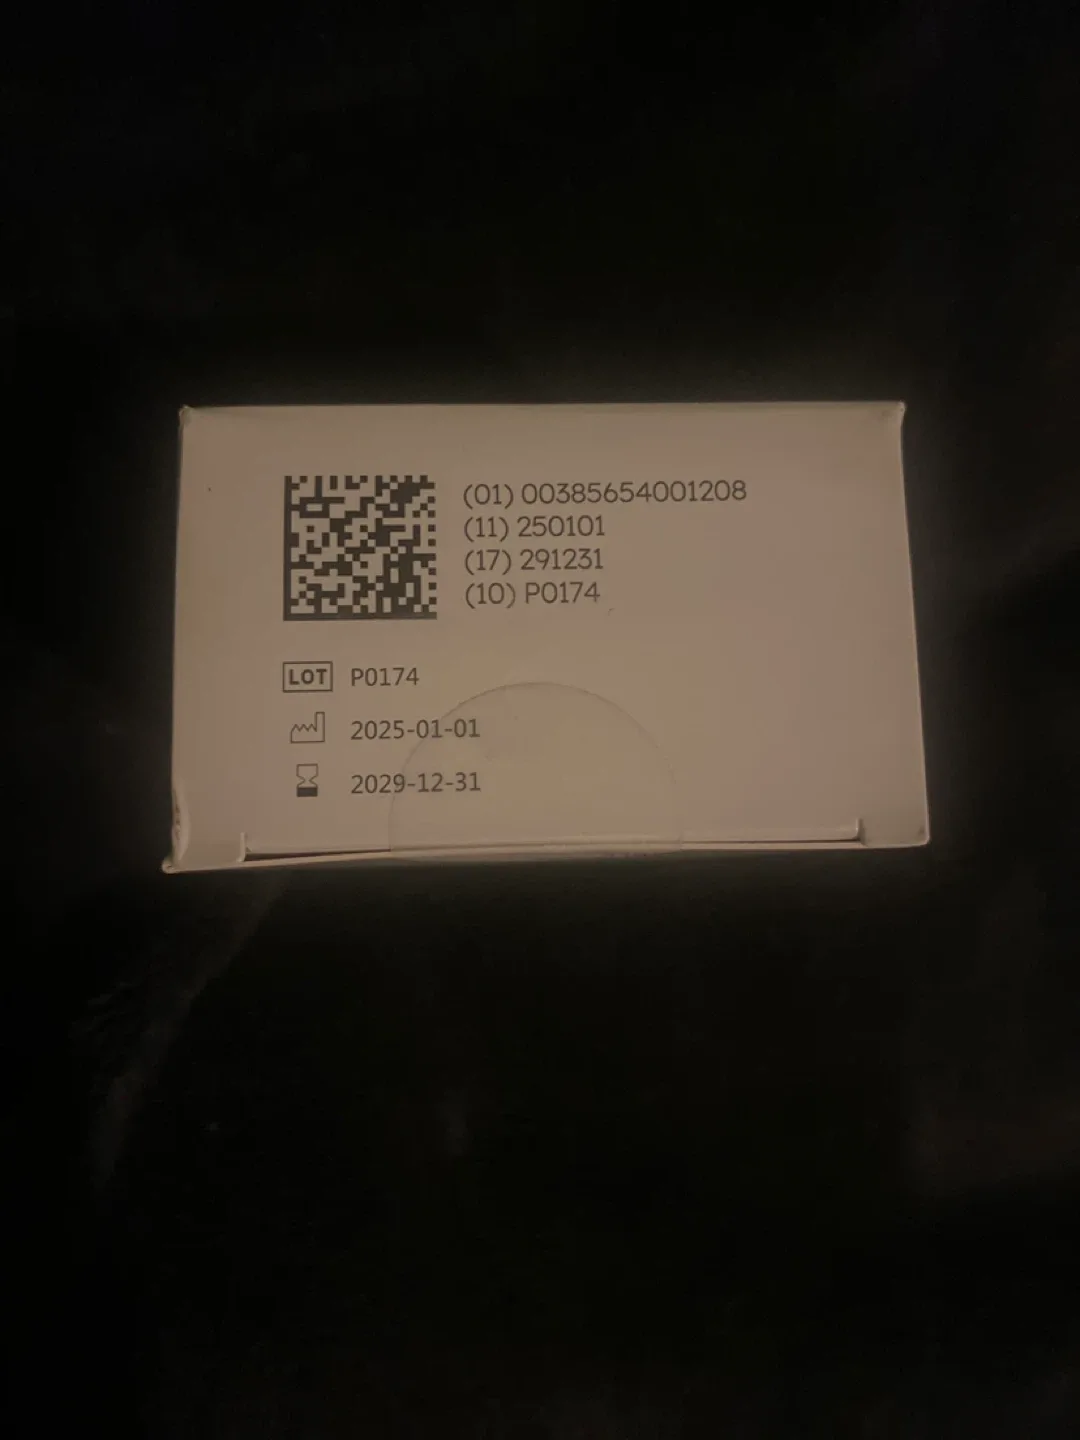 (01) 00385654001208
(11) 250101
(17) 291231
(10) P0174
LOT P0174
2025-01-01
2029-12-31